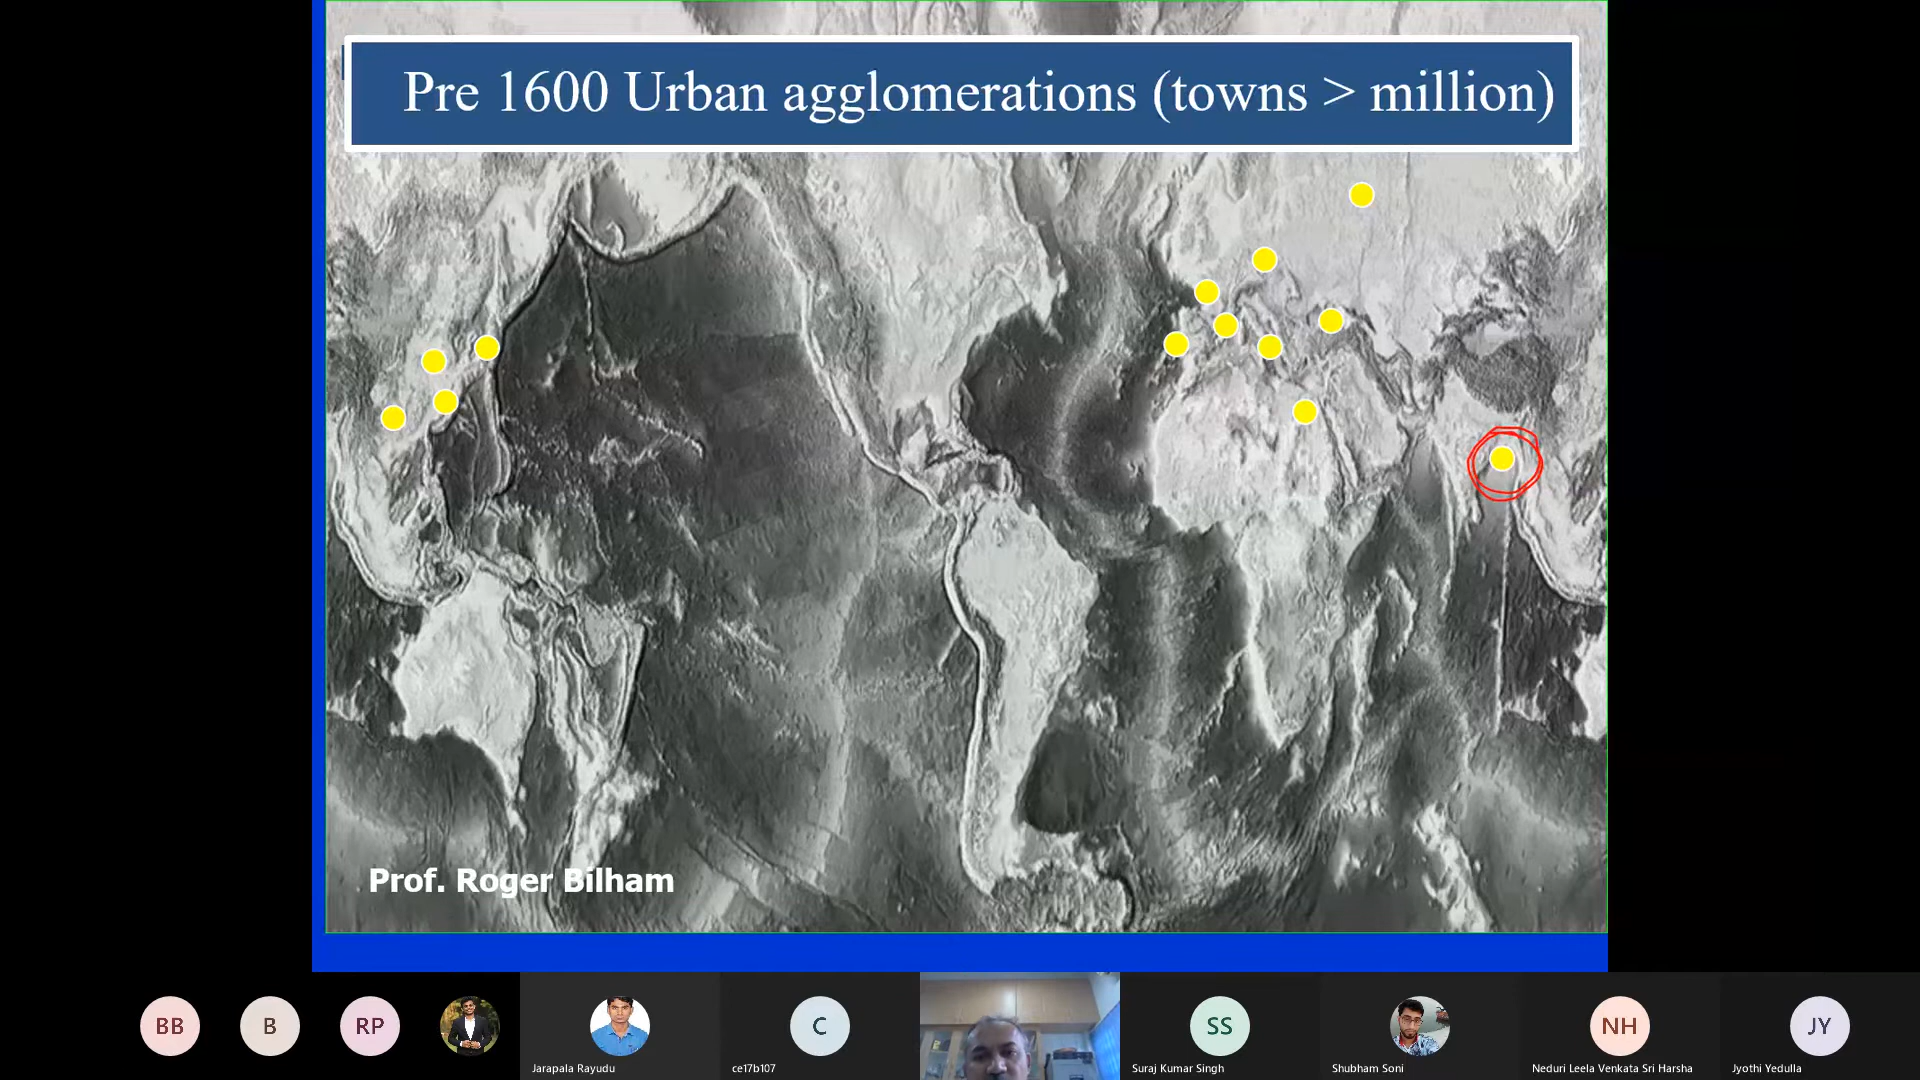 Pre 1600 Urban agglomerations (towns > million)
Prof. Roger Bilham
BB
B
RP
Jarapala Rayudu
C
ce17b107
SS
Suraj Kumar Singh
Shubham Soni
NH
Neduri Leela Venkata Sri Harsha
JY
Jyothi Yedulla